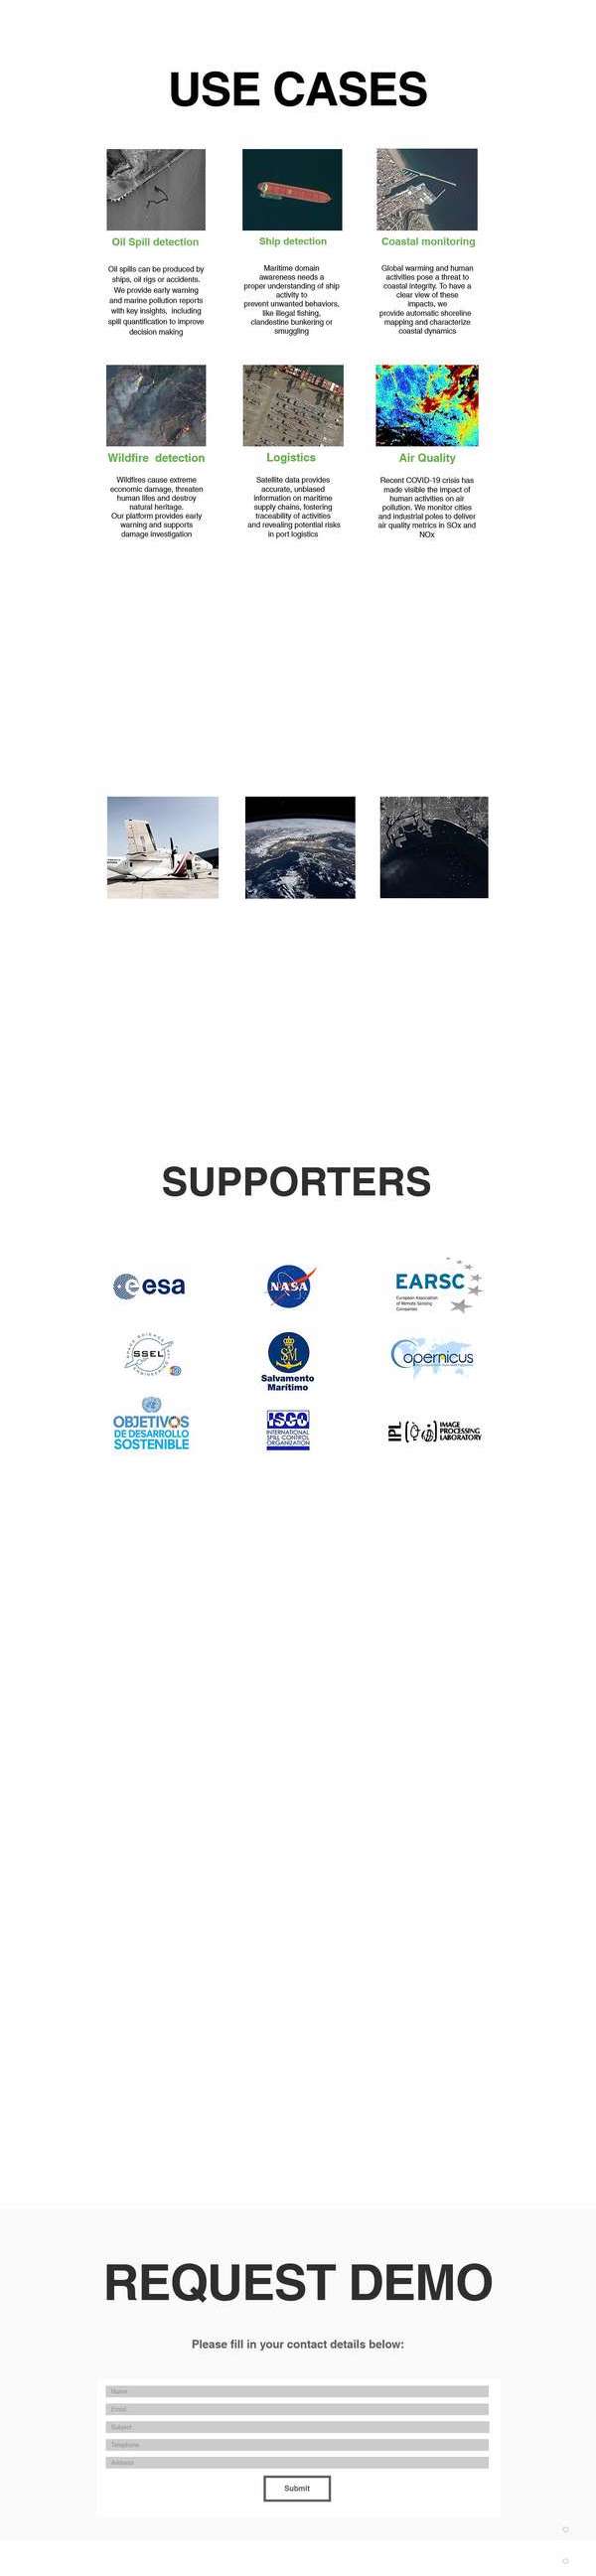 USE CASES
Oil Spill detection
Oil spills can be produced by
ships, oil rigs or accidents.
We provide early warning
and marine pollution reports
with key insights, including
spill quantification to improve
decision making
Ship detection
Maritime domain
awareness needs a
proper understanding of ship
activity to
prevent unwanted behaviors,
like illegal fishing,
clandestine bunkering or
smuggling
Coastal monitoring
Global warming and human
activities pose a threat to
coastal integrity. To have a
clear view of these
impacts, we
provide automatic shoreline
mapping and characterize
coastal dynamics
Wildfire detection
Wildfires cause extreme
economic damage, threaten
human lifes and destroy
natural heritage.
Our platform provides early
warning and supports
damage investigation
Logistics
Satellite data provides
accurate, unbiased
information on maritime
supply chains, fostering
traceability of activities
and revealing potential risks
in port logistics
Air Quality
Recent COVID-19 crisis has
made visible the impact of
human activities on air
pollution. We monitor cities
and industrial poles to deliver
air quality metrics in SOx and
NOx
SUPPORTERS
esa
NASA
EARSC
European Association
of Remote Sensing
Companies
SSEL
Salvamento
Marítimo
Opernicus
OBJETIVOS
DE DESARROLLO
SOSTENIBLE
ISCO
INTERNATIONAL
SPILL CONTROL
ORGANIZATION
IPL
IMAGE
PROCESSING
LABORATORY
REQUEST DEMO
Please fill in your contact details below:
Name
Email
Subject
Telephone
Address
Submit